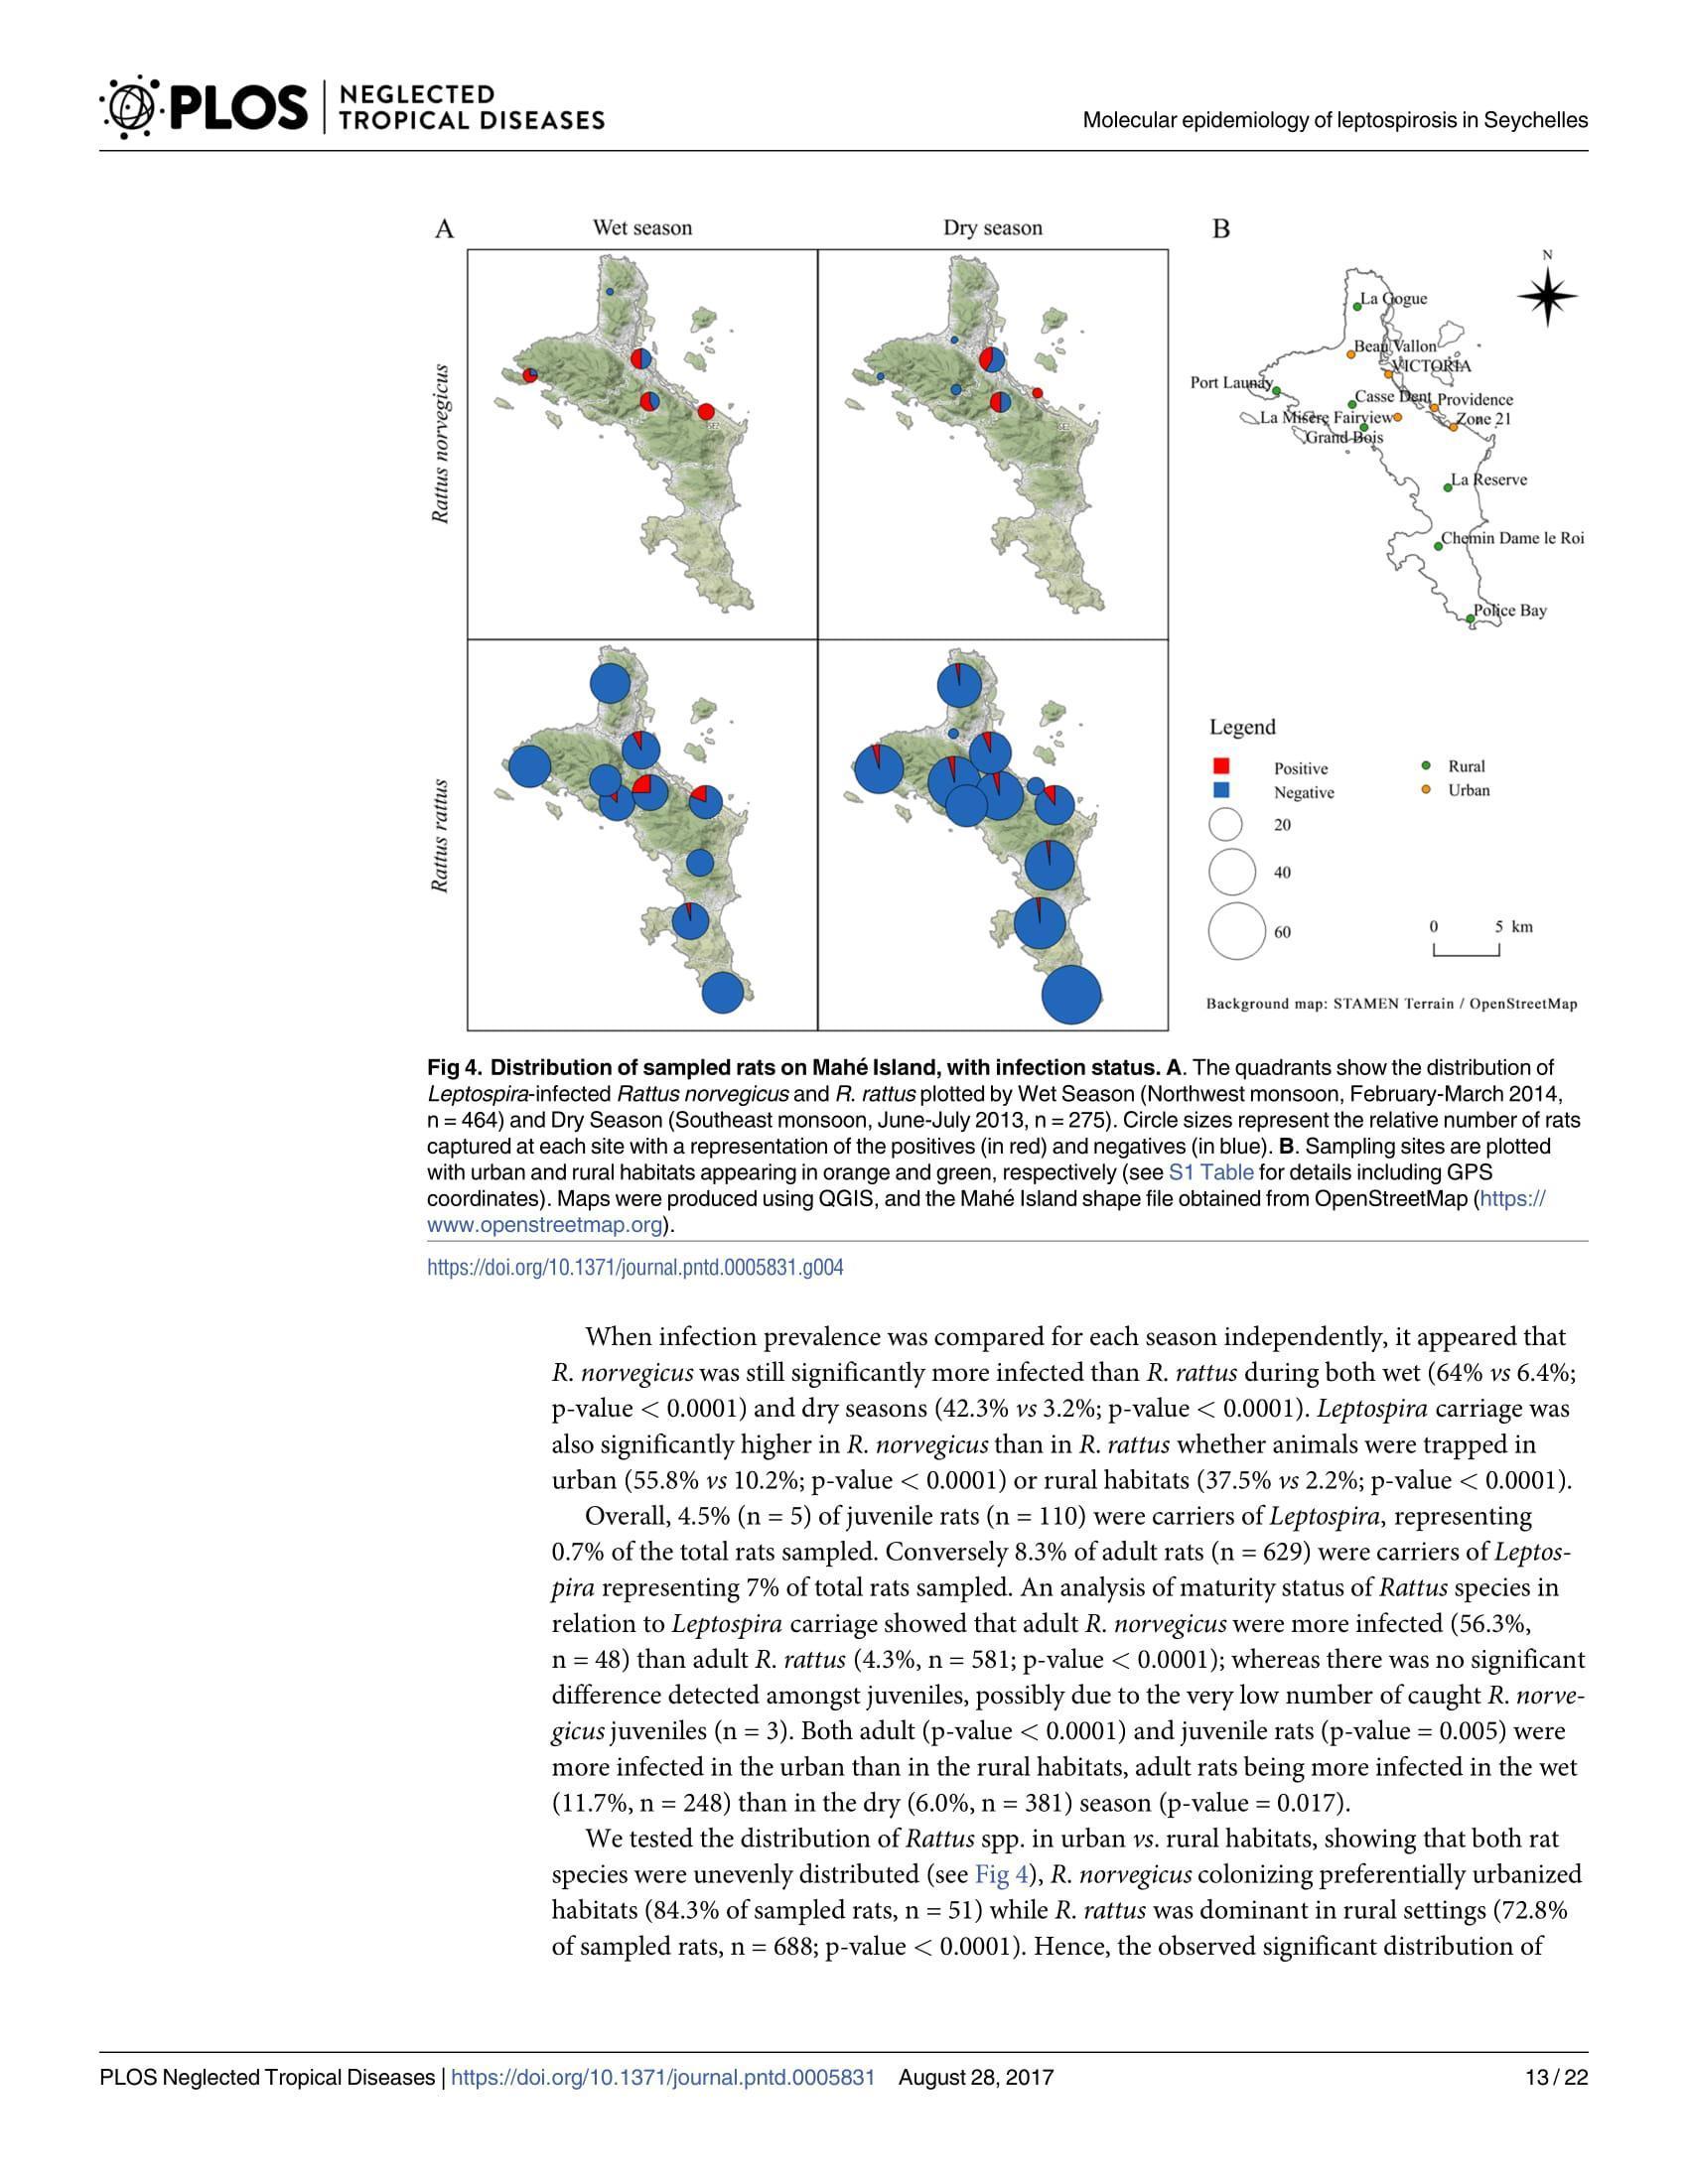 PLOS
NEGLECTED
TROPICAL DISEASES
Molecular epidemiology of leptospirosis in Seychelles
A
Wet season
Dry season
B
N
La Gogue
Beau Vallon
VICTORIA
Port Launay
Casse Dent
Providence
La Misère Fairview
Zone 21
Grand Bois
La Reserve
Chemin Dame le Roi
Police Bay
Rattus norvegicus
Rattus rattus
Legend
Positive
Rural
Negative
Urban
20
40
60
0 5 km
Background map: STAMEN Terrain / OpenStreetMap
Fig 4. Distribution of sampled rats on Mahé Island, with infection status. A. The quadrants show the distribution of
Leptospira-infected Rattus norvegicus and R. rattus plotted by Wet Season (Northwest monsoon, February-March 2014,
n = 464) and Dry Season (Southeast monsoon, June-July 2013, n = 275). Circle sizes represent the relative number of rats
captured at each site with a representation of the positives (in red) and negatives (in blue). B. Sampling sites are plotted
with urban and rural habitats appearing in orange and green, respectively (see S1 Table for details including GPS
coordinates). Maps were produced using QGIS, and the Mahé Island shape file obtained from OpenStreetMap (https://
www.openstreetmap.org).
https://doi.org/10.1371/journal.pntd.0005831.g004
When infection prevalence was compared for each season independently, it appeared that
R. norvegicus was still significantly more infected than R. rattus during both wet (64% vs 6.4%;
p-value < 0.0001) and dry seasons (42.3% vs 3.2%; p-value < 0.0001). Leptospira carriage was
also significantly higher in R. norvegicus than in R. rattus whether animals were trapped in
urban (55.8% vs 10.2%; p-value < 0.0001) or rural habitats (37.5% vs 2.2%; p-value < 0.0001).
Overall, 4.5% (n = 5) of juvenile rats (n = 110) were carriers of Leptospira, representing
0.7% of the total rats sampled. Conversely 8.3% of adult rats (n = 629) were carriers of Leptos-
pira representing 7% of total rats sampled. An analysis of maturity status of Rattus species in
relation to Leptospira carriage showed that adult R. norvegicus were more infected (56.3%,
n = 48) than adult R. rattus (4.3%, n = 581; p-value < 0.0001); whereas there was no significant
difference detected amongst juveniles, possibly due to the very low number of caught R. norve-
gicus juveniles (n = 3). Both adult (p-value < 0.0001) and juvenile rats (p-value = 0.005) were
more infected in the urban than in the rural habitats, adult rats being more infected in the wet
(11.7%, n = 248) than in the dry (6.0%, n = 381) season (p-value = 0.017).
We tested the distribution of Rattus spp. in urban vs. rural habitats, showing that both rat
species were unevenly distributed (see Fig 4), R. norvegicus colonizing preferentially urbanized
habitats (84.3% of sampled rats, n = 51) while R. rattus was dominant in rural settings (72.8%
of sampled rats, n = 688; p-value < 0.0001). Hence, the observed significant distribution of
PLOS Neglected Tropical Diseases | https://doi.org/10.1371/journal.pntd.0005831 August 28, 2017
13 / 22